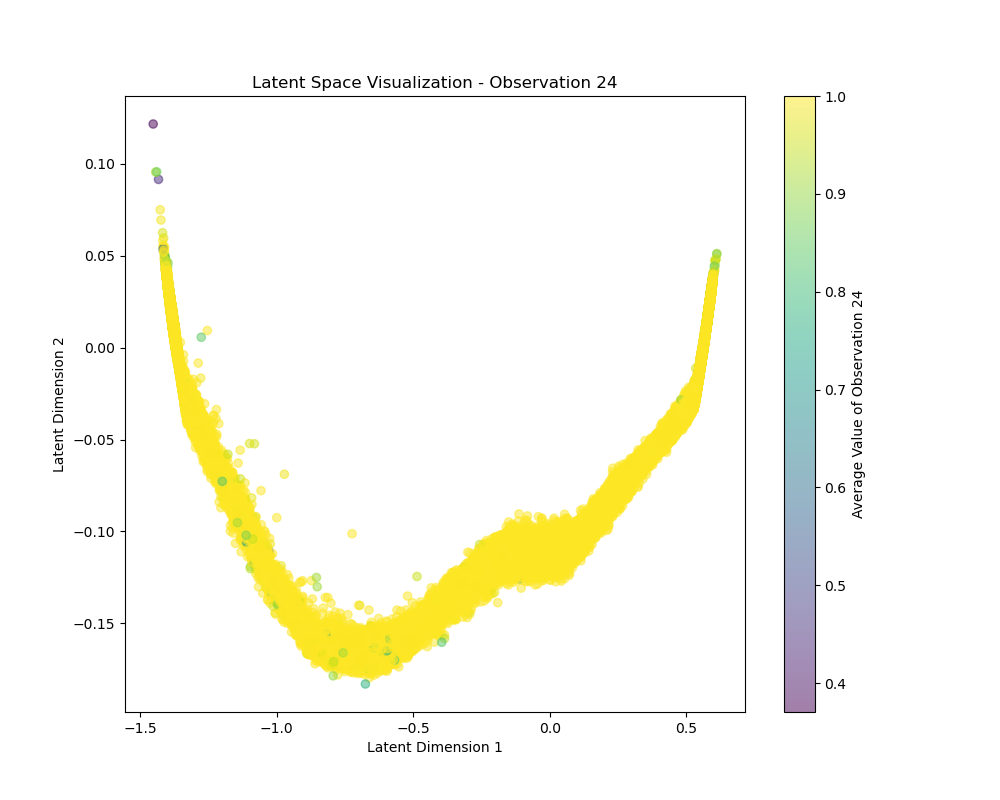 Latent Space Visualization - Observation 24
0.10
0.05
0.00
−0.05
−0.10
−0.15
Latent Dimension 2
−1.5 −1.0 −0.5 0.0 0.5
Latent Dimension 1
1.0
0.9
0.8
0.7
0.6
0.5
0.4
Average Value of Observation 24